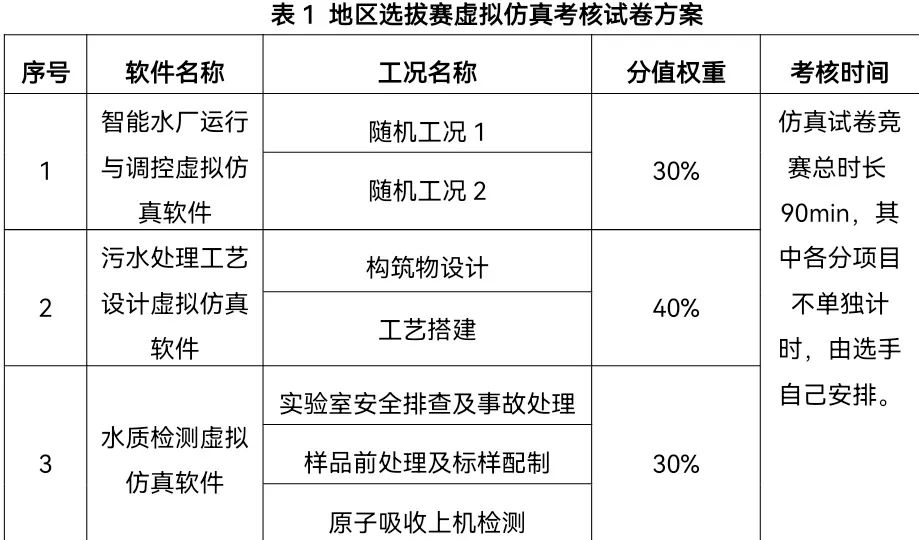 表 1 地区选拔赛虚拟仿真考核试卷方案
序号 软件名称 工况名称 分值权重 考核时间
1
智能水厂运行
与调控虚拟仿
真软件
随机工况 1
随机工况 2
30%
2
污水处理工艺
设计虚拟仿真
软件
构筑物设计
工艺搭建
40%
3
水质检测虚拟
仿真软件
实验室安全排查及事故处理
样品前处理及标样配制
原子吸收上机检测
30%
仿真试卷竞
赛总时长
90min，其
中各分项目
不单独计
时，由选手
自己安排。